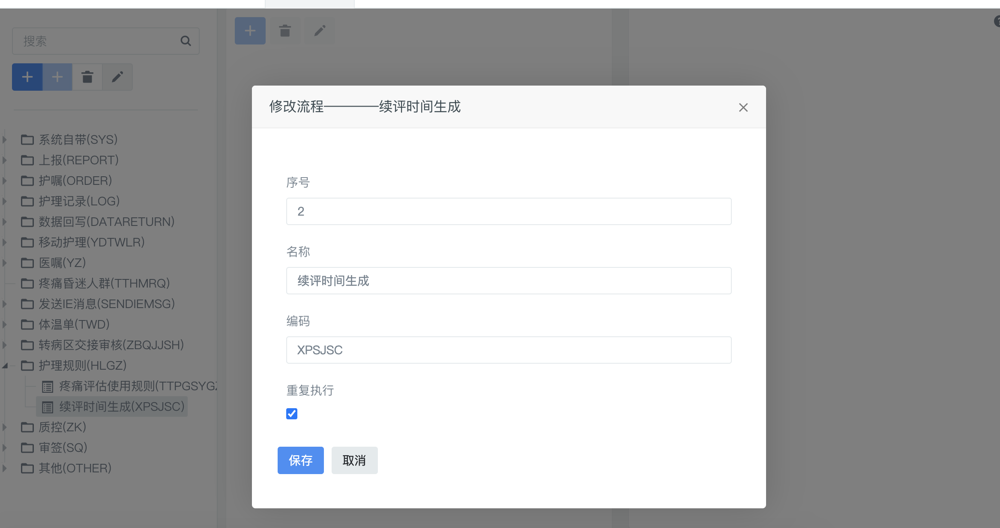 搜索
系统自带(SYS)
上报(REPORT)
护嘱(ORDER)
护理记录(LOG)
数据回写(DATARETURN)
移动护理(YDTWLR)
医嘱(YZ)
疼痛昏迷人群(TTHMRQ)
发送IE消息(SENDIEMSG)
体温单(TWD)
转病区交接审核(ZBQJJSH)
护理规则(HLGZ)
疼痛评估使用规则(TTPGSYGZ
续评时间生成(XPSJSC)
质控(ZK)
审签(SQ)
其他(OTHER)
修改流程————续评时间生成
序号
2
名称
续评时间生成
编码
XPSJSC
重复执行
保存 取消